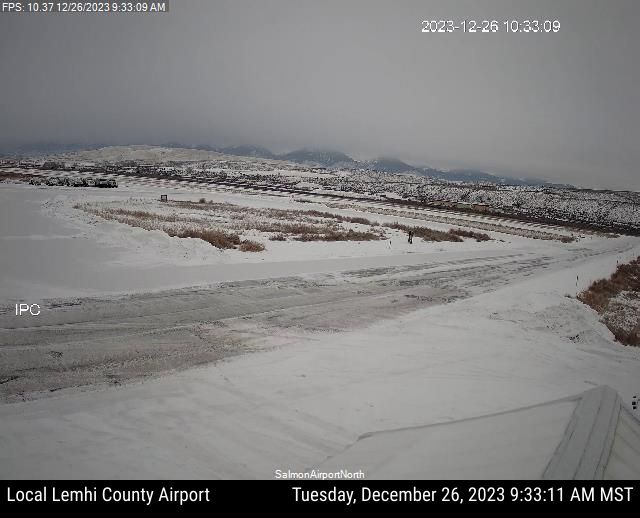 FPS: 10.37 12/26/2023 9:33:09 AM
2023-12-26 10:33:09
IPC
SalmonAirportNorth
Local Lemhi County Airport Tuesday, December 26, 2023 9:33:11 AM MST